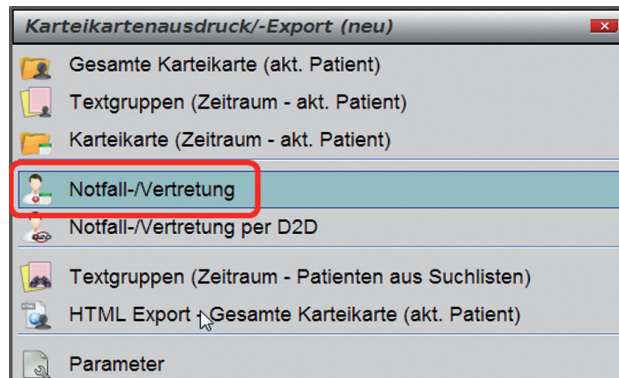 Karteikartenausdruck/-Export (neu)
Gesamte Karteikarte (akt. Patient)
Textgruppen (Zeitraum - akt. Patient)
Karteikarte (Zeitraum - akt. Patient)
Notfall-/Vertretung
Notfall-/Vertretung per D2D
Textgruppen (Zeitraum - Patienten aus Suchlisten)
HTML Export - Gesamte Karteikarte (akt. Patient)
Parameter